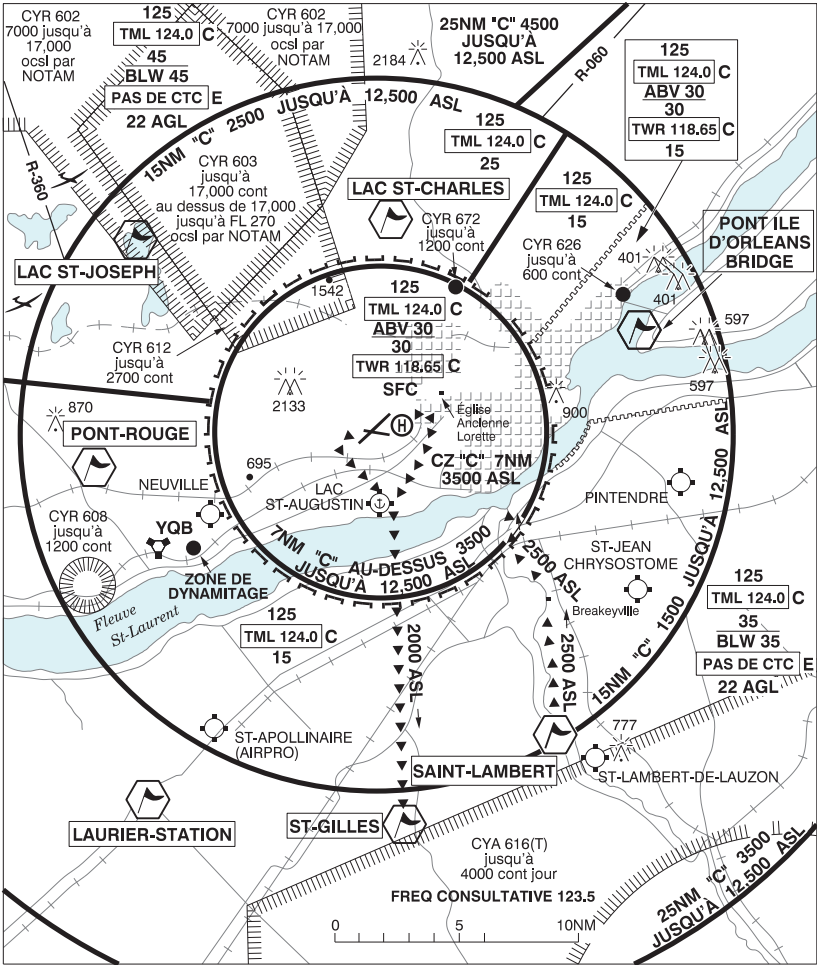 CYR 602
7000 jusqu'à
17,000
ocsl par
NOTAM
125
TML 124.0 C
45
BLW 45
PAS DE CTC E
22 AGL
CYR 602
7000 jusqu'à 17,000
ocsl par
NOTAM
2184
25NM "C" 4500
JUSQU'À
12,500 ASL
R-060
125
TML 124.0 C
ABV 30
30
TWR 118.65 C
15
15NM "C" 2500 JUSQU'À 12,500 ASL
R-360
125
TML 124.0 C
25
CYR 603
jusqu'à
17,000 cont
au dessus de 17,000
jusqu'à FL 270
ocsl par NOTAM
LAC ST-CHARLES
125
TML 124.0 C
15
CYR 672
jusqu'à
1200 cont
CYR 626
jusqu'à
600 cont
PONT ILE
D'ORLEANS
BRIDGE
401
401
597
597
LAC ST-JOSEPH
1542
125
TML 124.0 C
ABV 30
30
TWR 118.65 C
SFC
CYR 612
jusqu'à
2700 cont
2133
900
870
H
Église
Ancienne
Lorette
PONT-ROUGE
CZ "C" 7NM
3500 ASL
695
NEUVILLE
LAC
ST-AUGUSTIN
PINTENDRE
CYR 608
jusqu'à
1200 cont
YQB
ZONE DE
DYNAMITAGE
7NM "C" AU-DESSUS 3500
JUSQU'À 12,500 ASL
2500 ASL
ST-JEAN
CHRYSOSTOME
Breakeyville
15NM "C" 1500 JUSQU'À 12,500 ASL
125
TML 124.0 C
35
BLW 35
PAS DE CTC E
22 AGL
Fleuve
St-Laurent
125
TML 124.0 C
15
2000 ASL
2500 ASL
ST-APOLLINAIRE
(AIRPRO)
777
SAINT-LAMBERT
ST-LAMBERT-DE-LAUZON
LAURIER-STATION
ST-GILLES
CYA 616(T)
jusqu'à
4000 cont jour
FREQ CONSULTATIVE 123.5
25NM "C" 3500
JUSQU'À 12,500 ASL
0 5 10NM